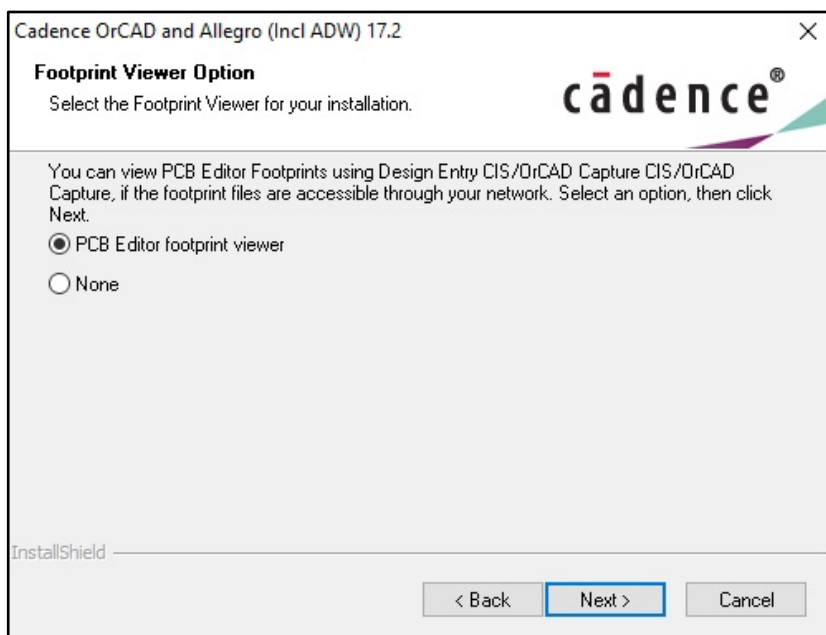 Cadence OrCAD and Allegro (Incl ADW) 17.2
Footprint Viewer Option
Select the Footprint Viewer for your installation.
cādence®
You can view PCB Editor Footprints using Design Entry CIS/OrCAD Capture CIS/OrCAD
Capture, if the footprint files are accessible through your network. Select an option, then click
Next.
PCB Editor footprint viewer
None
InstallShield
< Back
Next >
Cancel